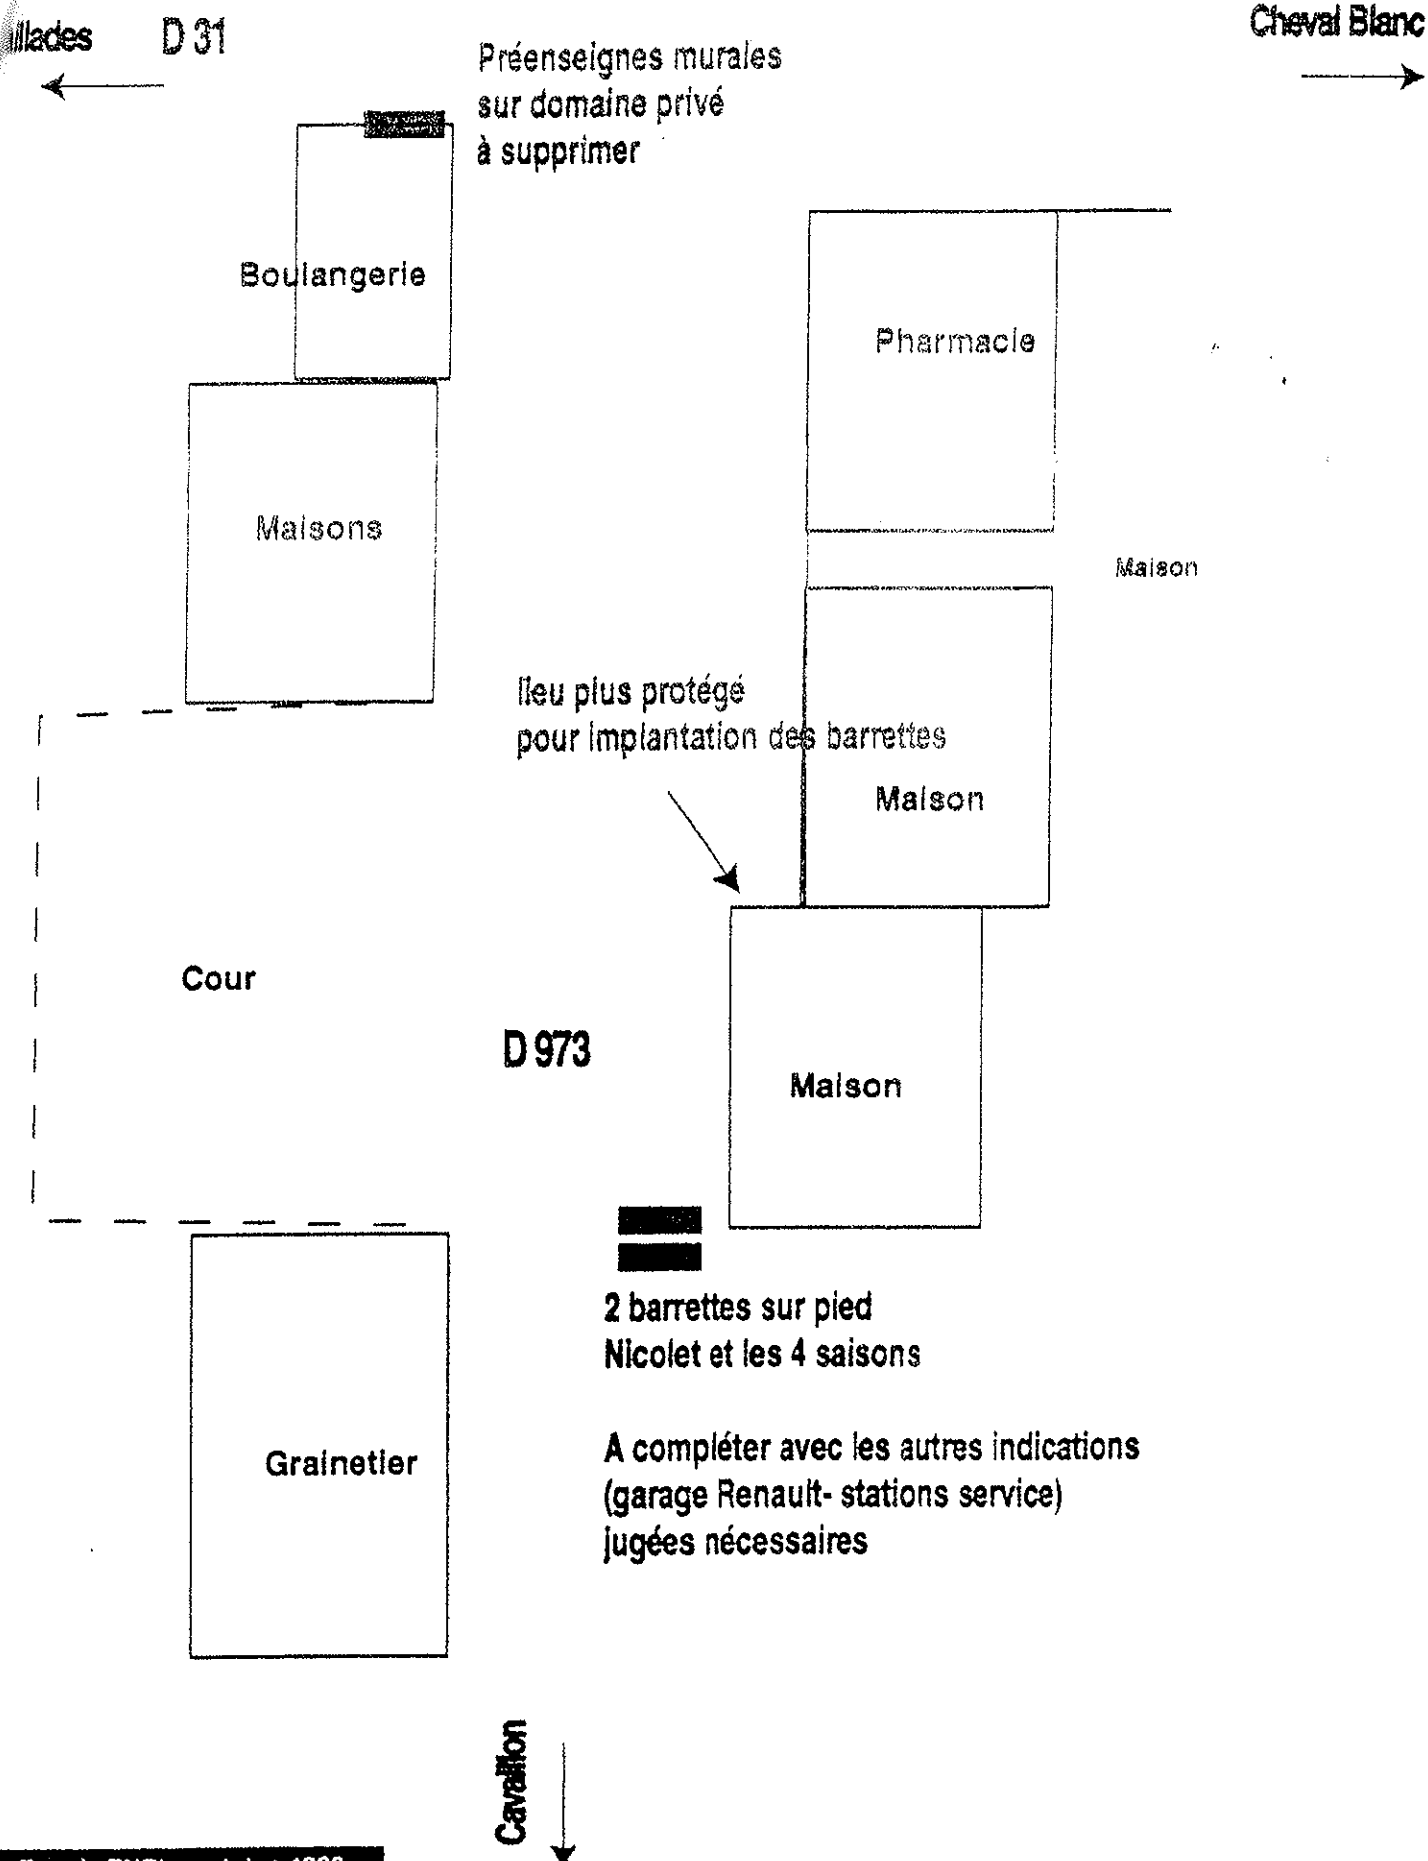 D 31
Cheval Blanc
Préenseignes murales
sur domaine privé
à supprimer
Boulangerie
Pharmacie
Maisons
Maison
lieu plus protégé
pour implantation des barrettes
Maison
Cour
D 973
Maison
2 barrettes sur pied
Nicolet et les 4 saisons
Grainetier
A compléter avec les autres indications
(garage Renault- stations service)
jugées nécessaires
Cavaillon